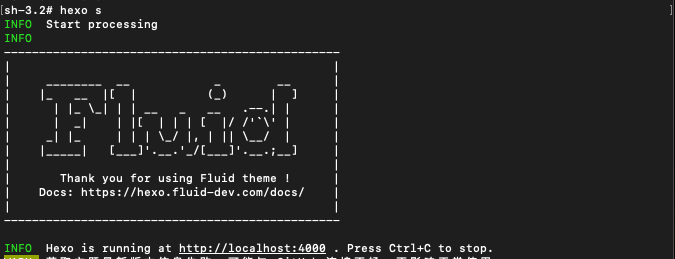 sh-3.2# hexo s
INFO  Start processing
INFO
Fluid
Thank you for using Fluid theme !
Docs: https://hexo.fluid-dev.com/docs/
INFO  Hexo is running at http://localhost:4000 . Press Ctrl+C to stop.